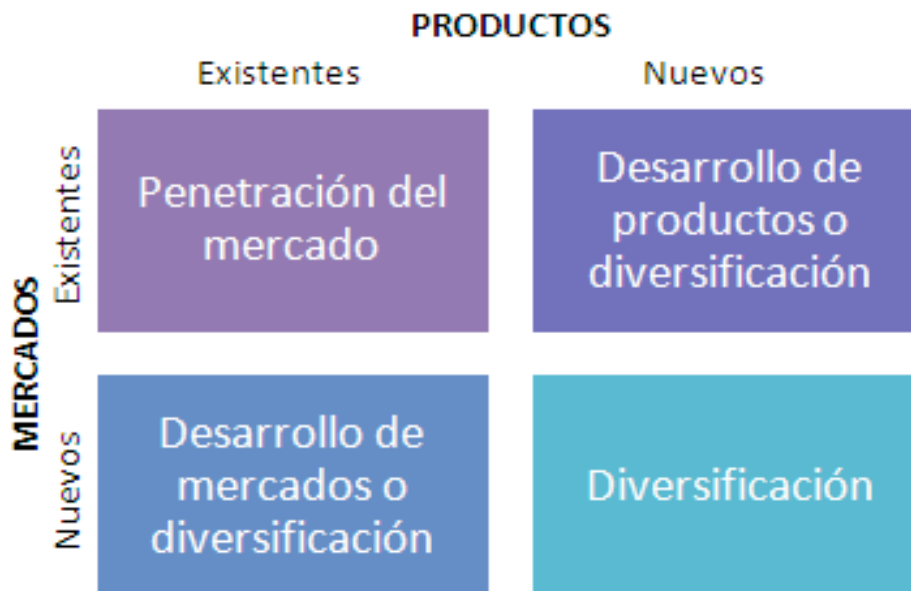 PRODUCTOS
Existentes
Nuevos
MERCADOS
Existentes
Penetración del
mercado
Desarrollo de
productos o
diversificación
Nuevos
Desarrollo de
mercados o
diversificación
Diversificación